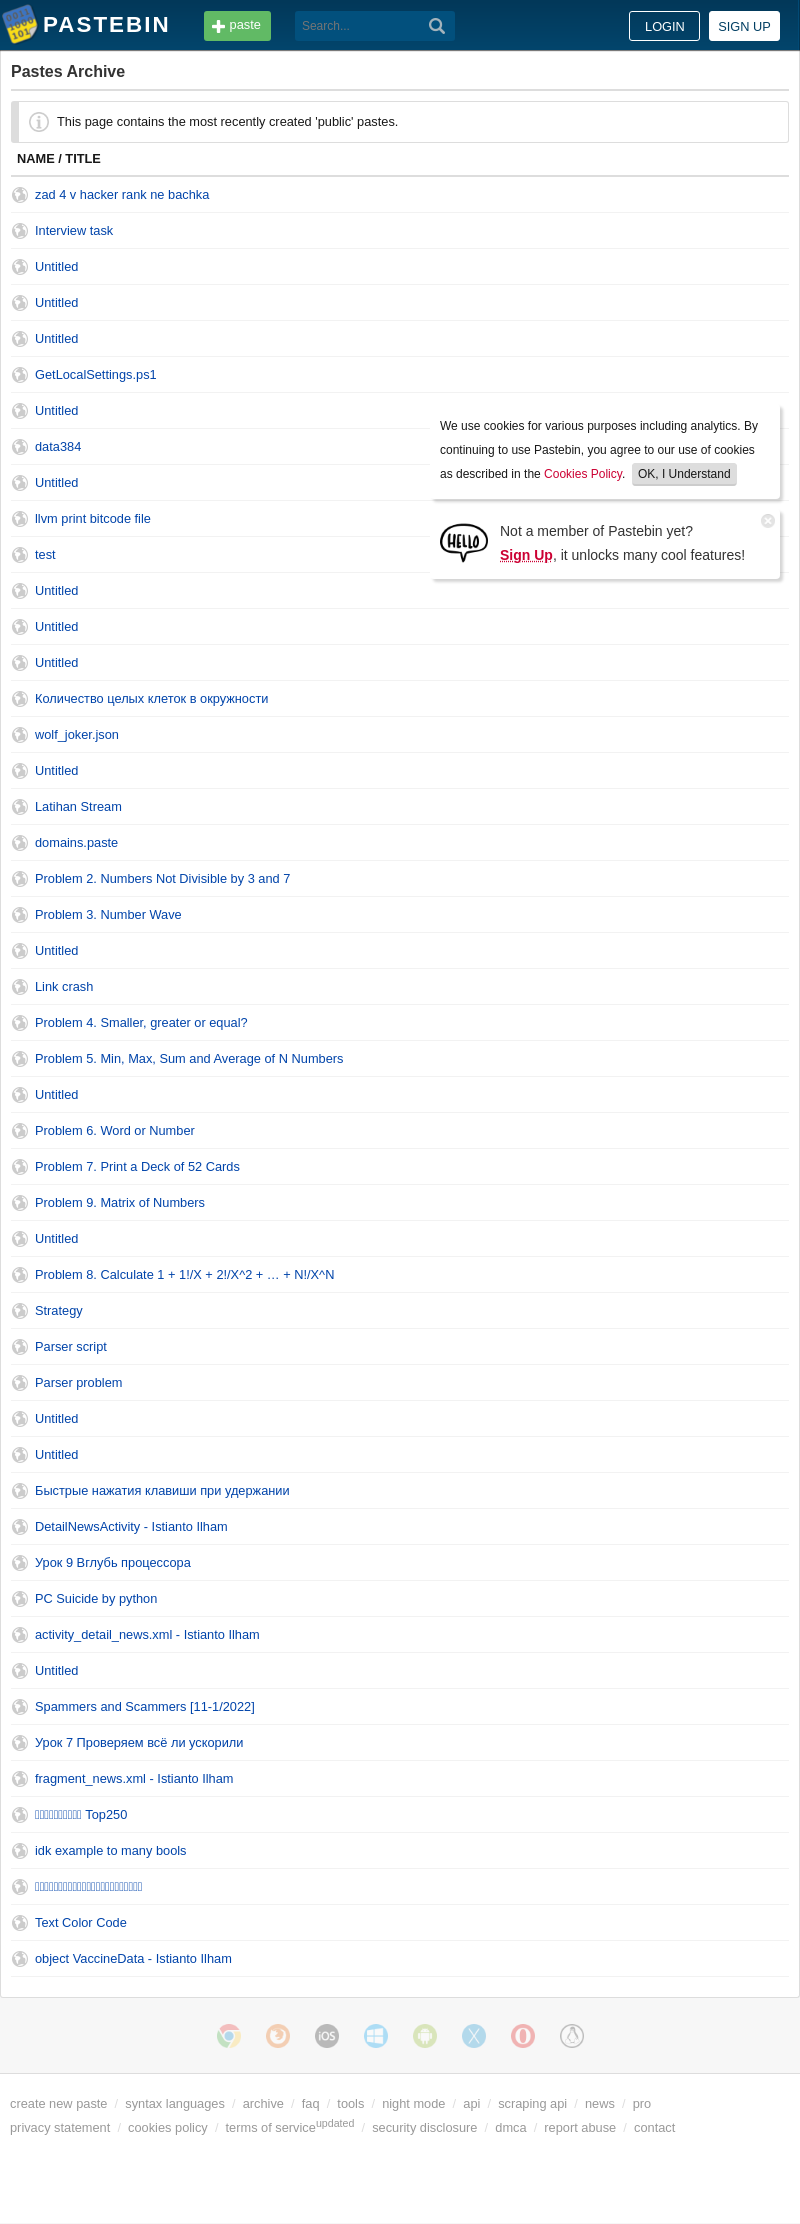 PASTEBIN
paste
Search...
LOGIN
SIGN UP
Pastes Archive
This page contains the most recently created 'public' pastes.
NAME / TITLE
zad 4 v hacker rank ne bachka
Interview task
Untitled
Untitled
Untitled
GetLocalSettings.ps1
Untitled
data384
Untitled
llvm print bitcode file
test
We use cookies for various purposes including analytics. By
continuing to use Pastebin, you agree to our use of cookies
as described in the Cookies Policy. OK, I Understand
HELLO
Not a member of Pastebin yet?
Sign Up, it unlocks many cool features!
Untitled
Untitled
Untitled
Количество целых клеток в окружности
wolf_joker.json
Untitled
Latihan Stream
domains.paste
Problem 2. Numbers Not Divisible by 3 and 7
Problem 3. Number Wave
Untitled
Link crash
Problem 4. Smaller, greater or equal?
Problem 5. Min, Max, Sum and Average of N Numbers
Untitled
Problem 6. Word or Number
Problem 7. Print a Deck of 52 Cards
Problem 9. Matrix of Numbers
Untitled
Problem 8. Calculate 1 + 1!/X + 2!/X^2 + … + N!/X^N
Strategy
Parser script
Parser problem
Untitled
Untitled
Быстрые нажатия клавиши при удержании
DetailNewsActivity - Istianto Ilham
Урок 9 Вглубь процессора
PC Suicide by python
activity_detail_news.xml - Istianto Ilham
Untitled
Spammers and Scammers [11-1/2022]
Урок 7 Проверяем всё ли ускорили
fragment_news.xml - Istianto Ilham
Top250
idk example to many bools
Text Color Code
object VaccineData - Istianto Ilham
iOS
create new paste / syntax languages / archive / faq / tools / night mode / api / scraping api / news / pro
privacy statement / cookies policy / terms of serviceupdated / security disclosure / dmca / report abuse / contact